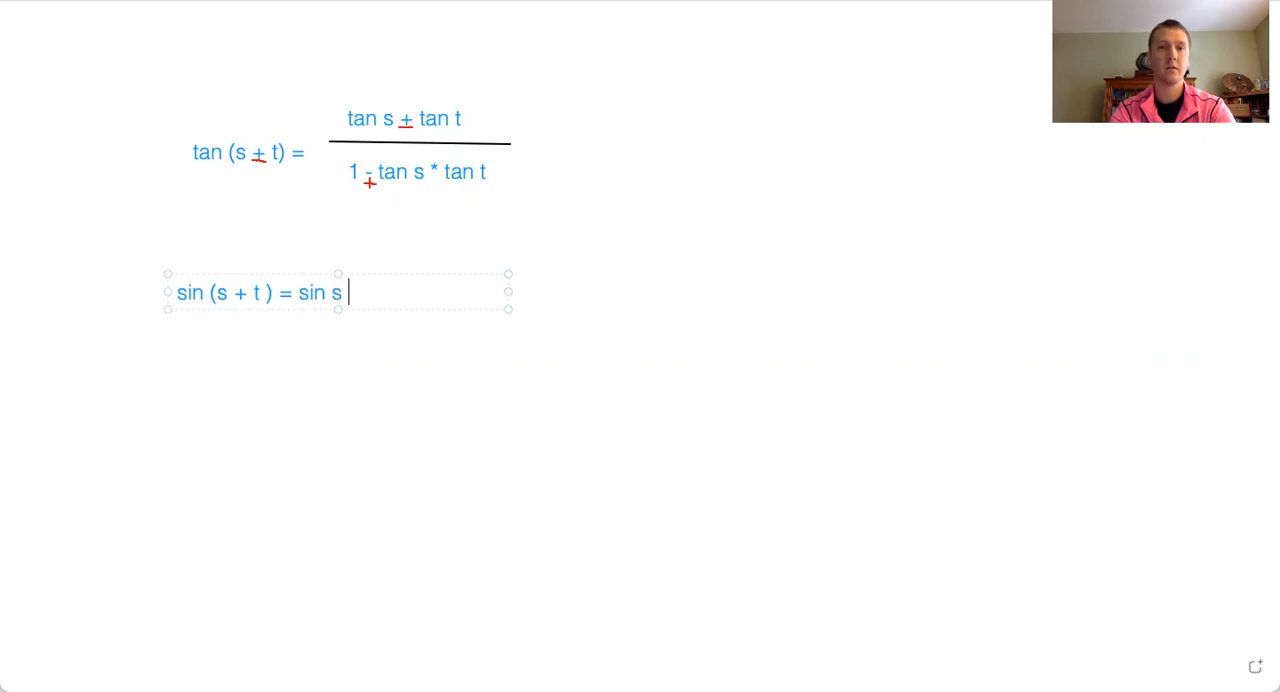 tan s ± tan t
tan (s ± t) =
1 ∓ tan s * tan t
sin (s + t ) = sin s